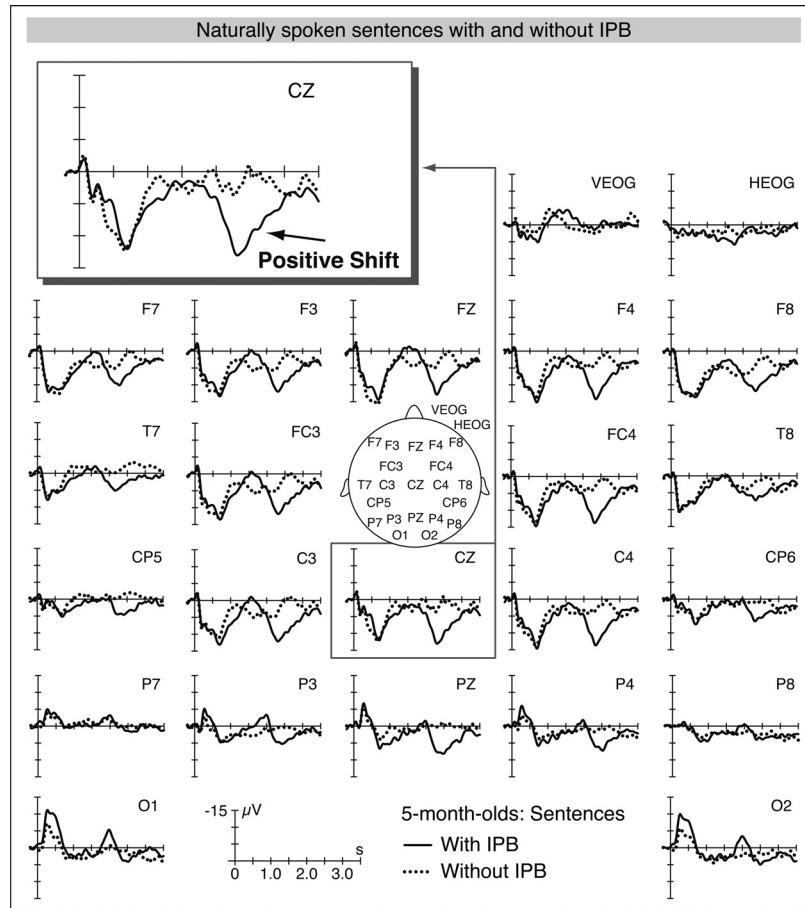 Naturally spoken sentences with and without IPB
CZ
Positive Shift
VEOG HEOG
F7 F3 FZ F4 F8
VEOG
HEOG
F7 F3 FZ F4 F8
FC3 FC4
T7 C3 CZ C4 T8
CP5 CP6
P7 P3 PZ P4 P8
O1 O2
T7 FC3 FC4 T8
CP5 C3 CZ C4 CP6
P7 P3 PZ P4 P8
O1 O2
-15 µV
s
0 1.0 2.0 3.0
5-month-olds: Sentences
With IPB
Without IPB